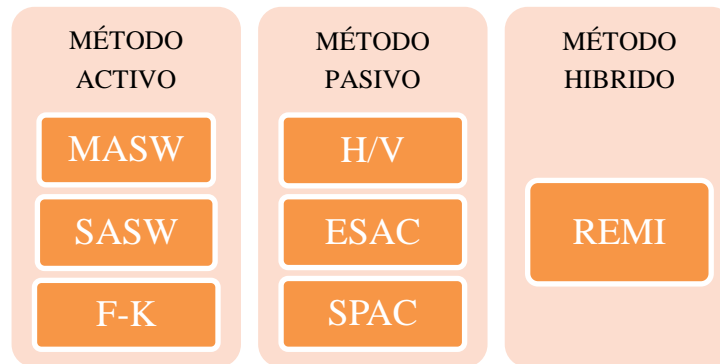 MÉTODO
ACTIVO
MASW
SASW
F-K
MÉTODO
PASIVO
H/V
ESAC
SPAC
MÉTODO
HIBRIDO
REMI